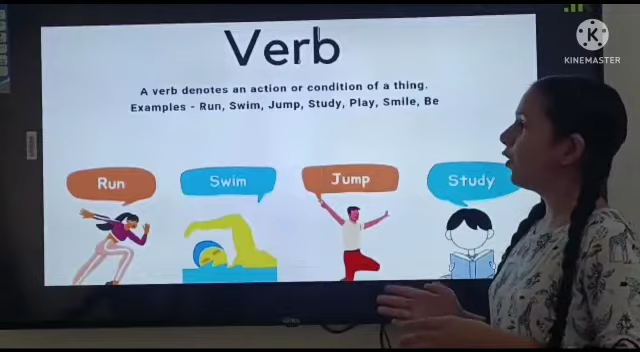 KINEMASTER
Verb
A verb denotes an action or condition of a thing.
Examples - Run, Swim, Jump, Study, Play, Smile, Be
Run
Swim
Jump
Study